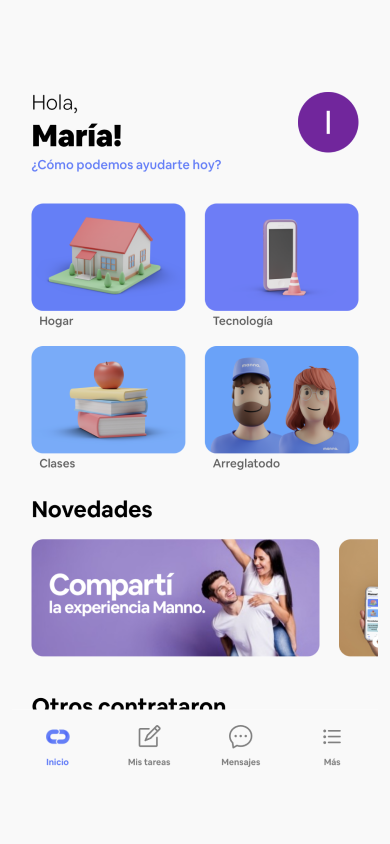 Hola,
María!
¿Cómo podemos ayudarte hoy?
I
Hogar
Tecnología
Clases
Arreglatodo
Novedades
Compartí
la experiencia Manno.
Otros contrataron
Inicio
Mis tareas
Mensajes
Más